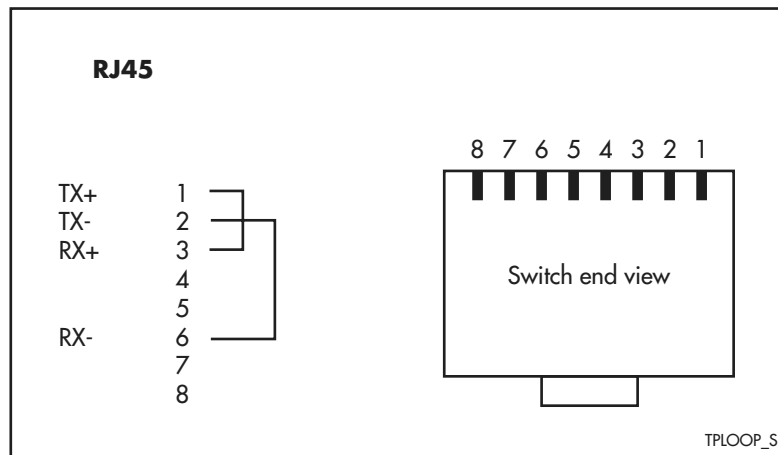 RJ45
8 7 6 5 4 3 2 1
TX+ 1
TX- 2
RX+ 3
4
5
RX- 6
7
8
Switch end view
TPLOOP_S